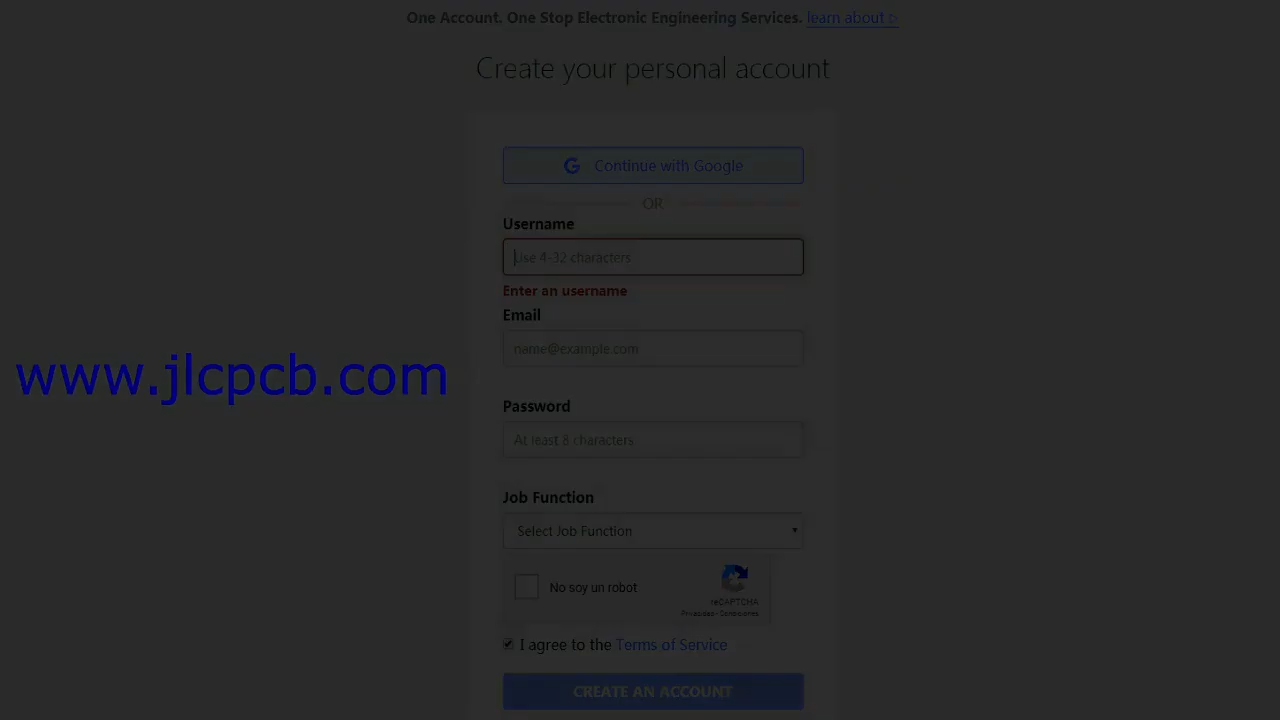 One Account. One Stop Electronic Engineering Services. learn about ▷
Create your personal account
G Continue with Google
OR
Username
Use 4-32 characters
Enter an username
Email
name@example.com
www.jlcpcb.com
Password
At least 8 characters
Job Function
Select Job Function
No soy un robot
reCAPTCHA
Privacidad - Condiciones
I agree to the Terms of Service
CREATE AN ACCOUNT